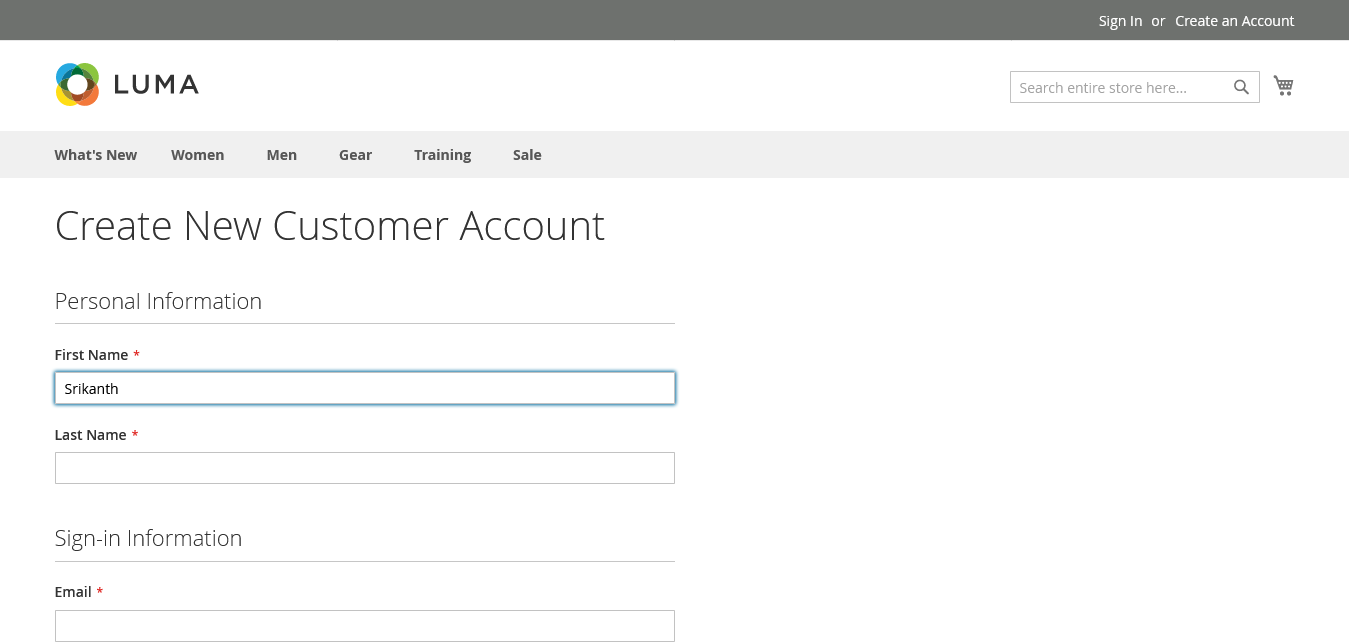 Sign In or Create an Account
LUMA
Search entire store here...
What's New Women Men Gear Training Sale
Create New Customer Account
Personal Information
First Name *
Srikanth
Last Name *
Sign-in Information
Email *